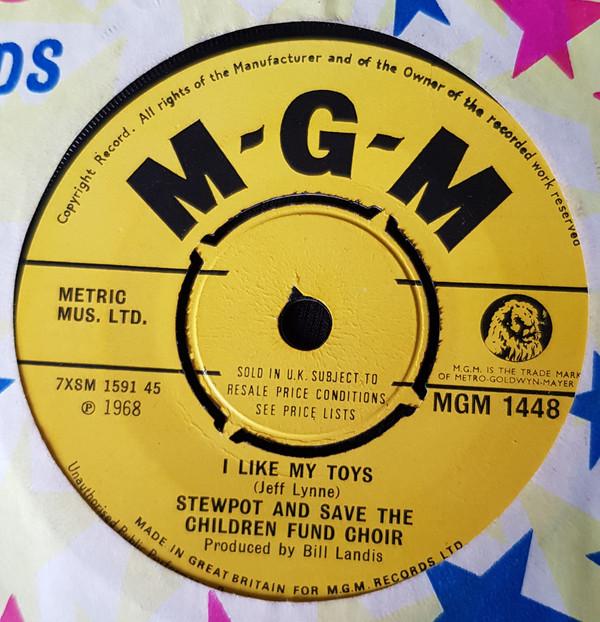 DS
Copyright Record. All rights of the Manufacturer and of the Owner of the recorded work reserved
M-G-M
METRIC
MUS. LTD.
7XSM 1591 45
℗ 1968
SOLD IN U.K. SUBJECT TO
RESALE PRICE CONDITIONS,
SEE PRICE LISTS
M.G.M. IS THE TRADE MARK
OF METRO-GOLDWYN-MAYER
MGM 1448
I LIKE MY TOYS
(Jeff Lynne)
STEWPOT AND SAVE THE
CHILDREN FUND CHOIR
Produced by Bill Landis
Unauthorised
MADE IN GREAT BRITAIN FOR M.G.M. RECORDS LTD